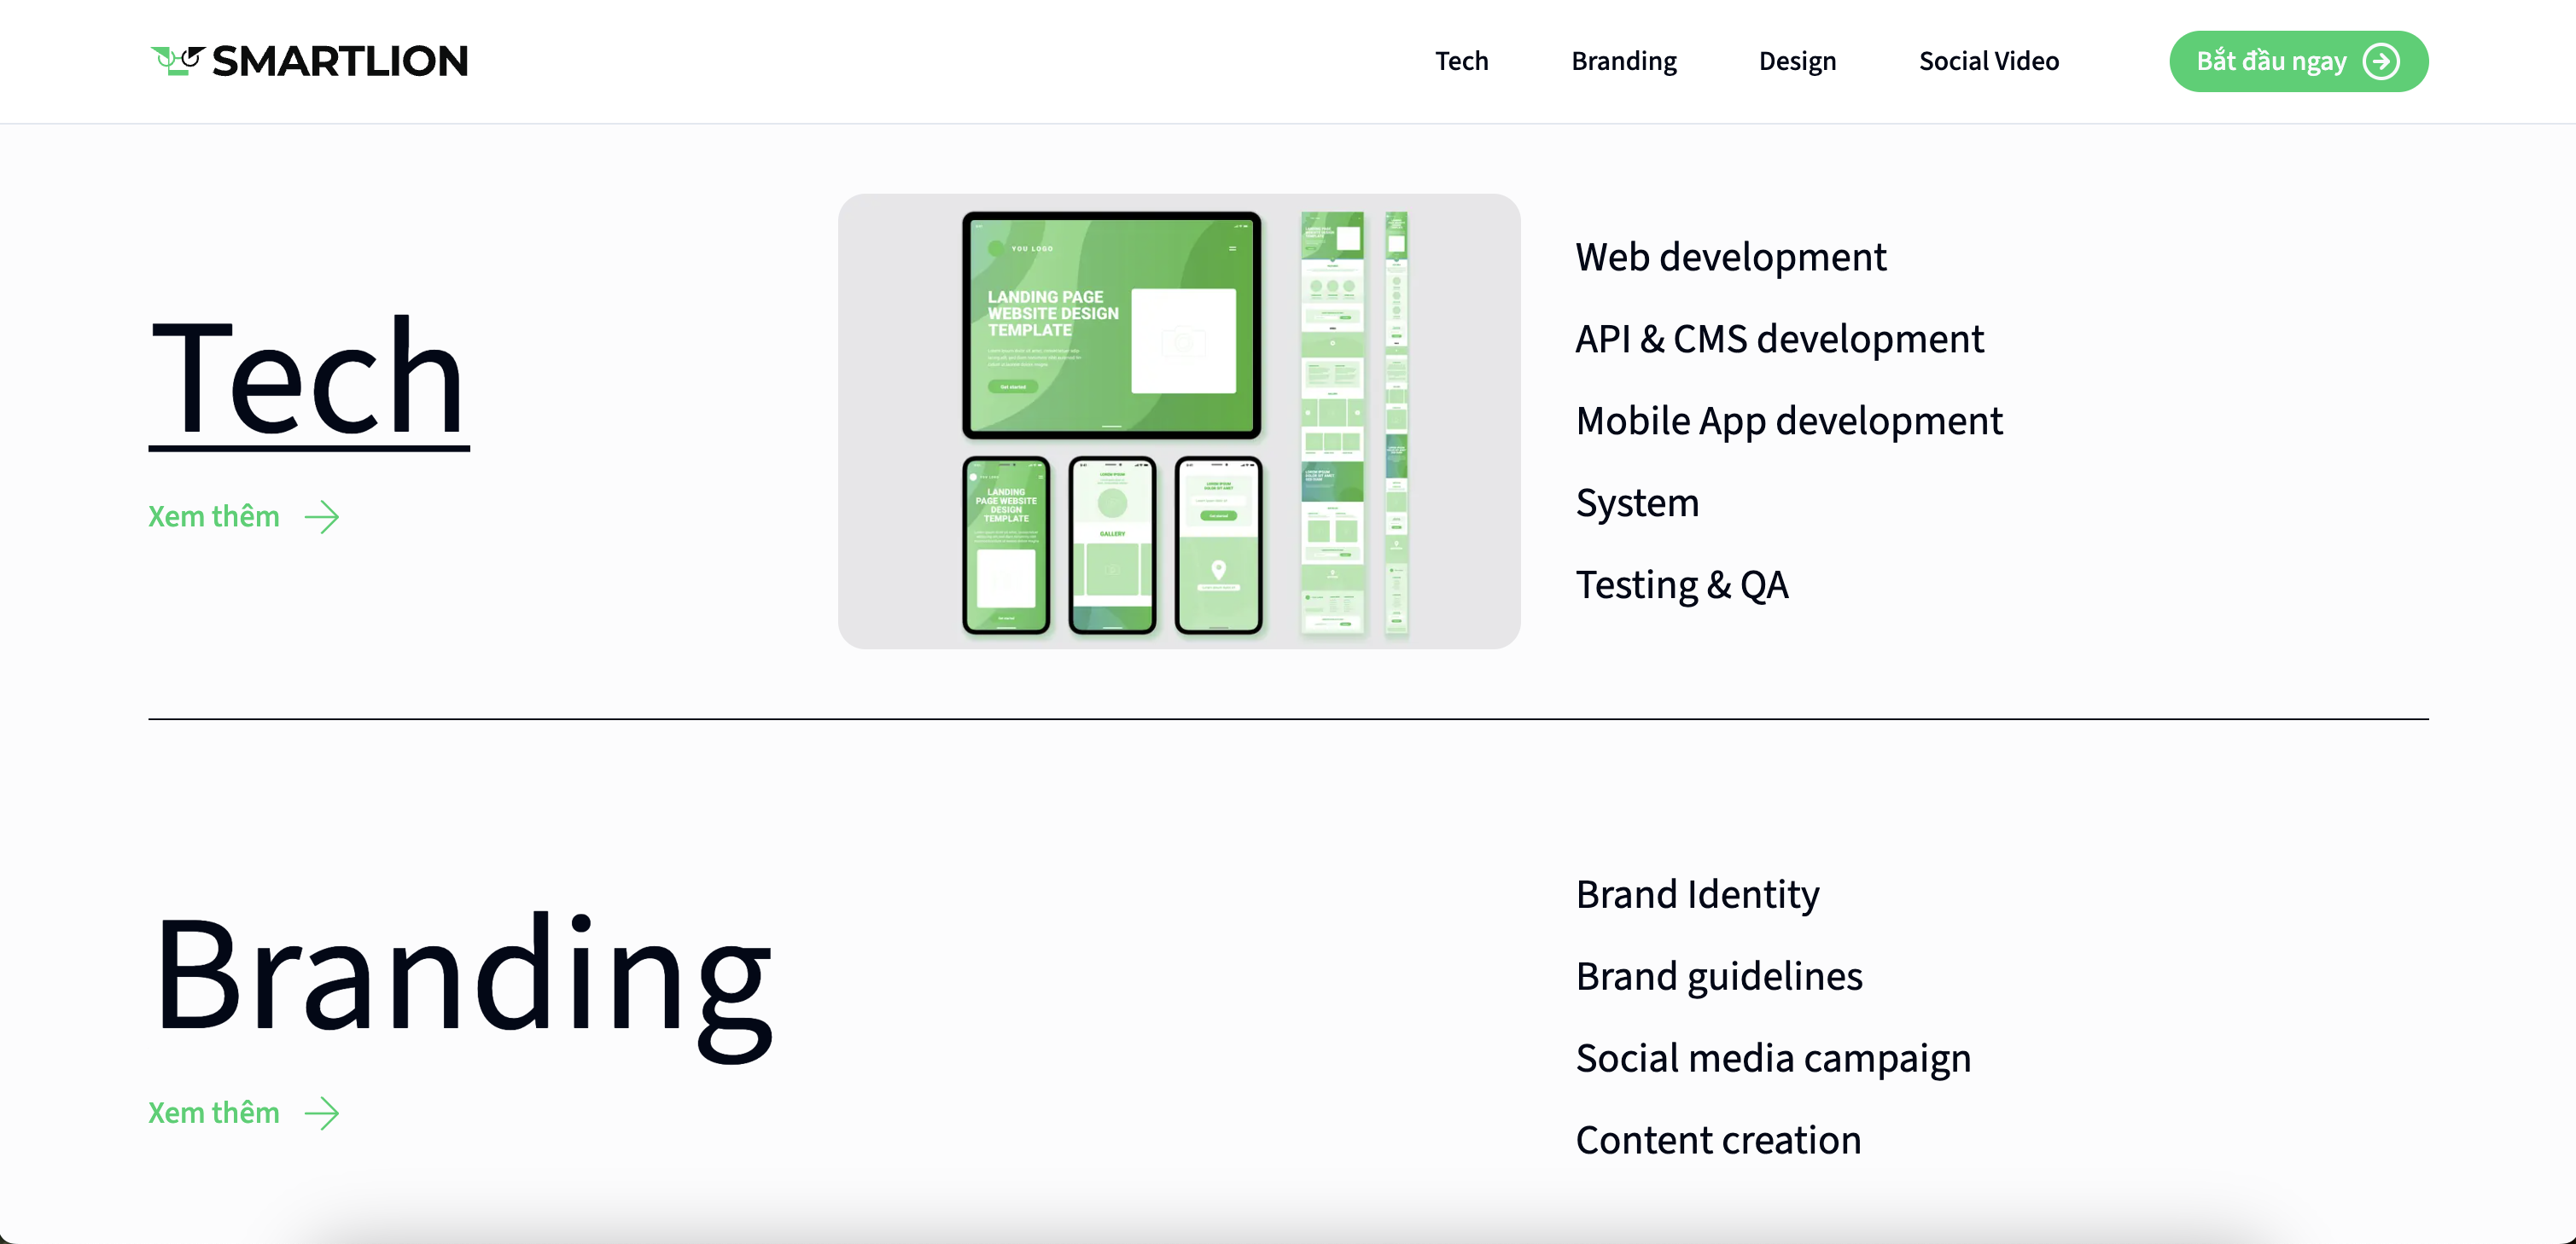 SMARTLION
Tech
Branding
Design
Social Video
Bắt đầu ngay
Tech
Xem thêm
YOU LOGO
LANDING PAGE
WEBSITE DESIGN
TEMPLATE
Get started
LANDING
PAGE WEBSITE
DESIGN
TEMPLATE
GALLERY
Web development
API & CMS development
Mobile App development
System
Testing & QA
Branding
Xem thêm
Brand Identity
Brand guidelines
Social media campaign
Content creation